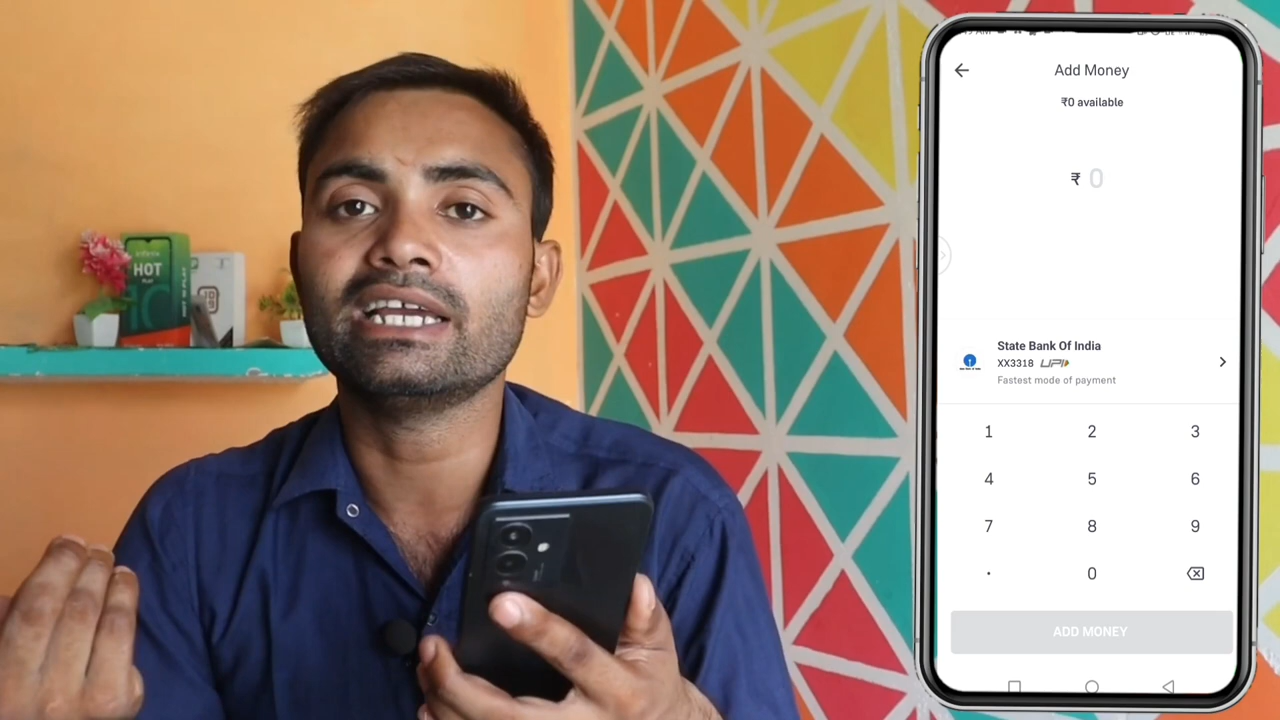 HOT
Add Money
₹0 available
₹ 0
State Bank Of India
XX3318 UPI
Fastest mode of payment
1 2 3
4 5 6
7 8 9
. 0
ADD MONEY